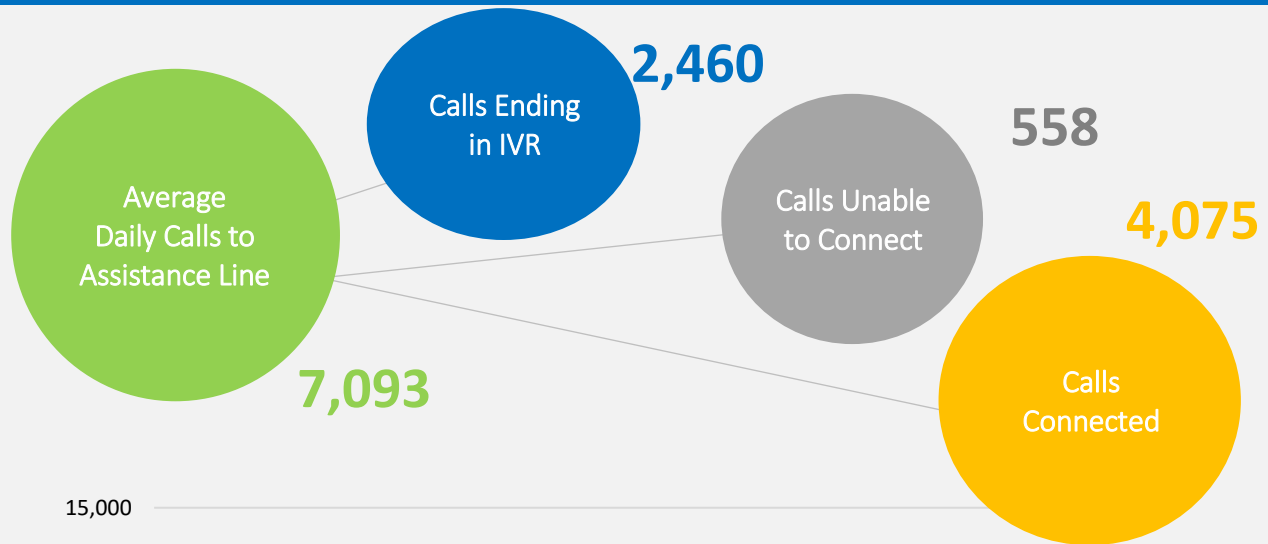 Average
Daily Calls to
Assistance Line
7,093
Calls Ending
in IVR
2,460
Calls Unable
to Connect
558
Calls
Connected
4,075
15,000